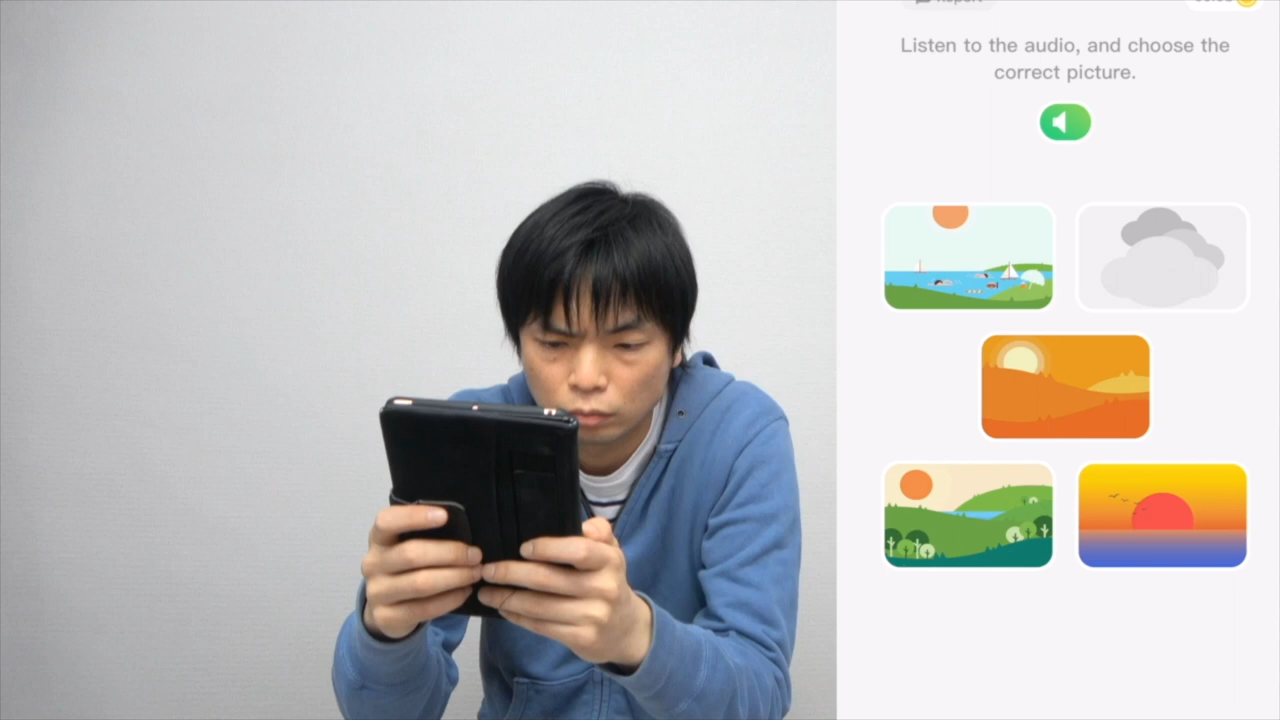 Listen to the audio, and choose the
correct picture.